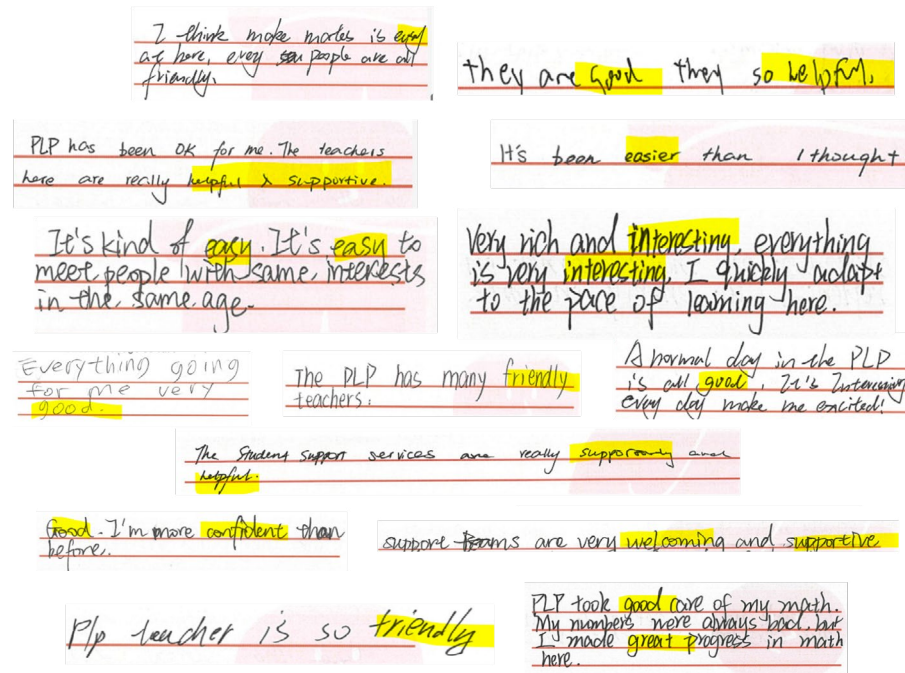 I think make mates is easy
at here, every people are all
friendly.
they are good they so helpful.
PLP has been OK for me. The teachers
here are really helpful & supportive.
It's been easier than I thought
It's kind of easy. It's easy to
meet people with same interests
in the same age.
Very rich and interesting, everything
is very interesting. I quickly adapt
to the pace of learning here.
Everything going
for me very
good.
The PLP has many friendly
teachers.
A normal day in the PLP
is all good. It's
every day make me excited!
The Student support services are really and
helpful.
Good. I'm more confident than
before.
support teams are very welcoming and supportive
Plp teacher is so friendly
PLP took good care of my math.
My numbers were always bad. but
I made great progress in math
here.